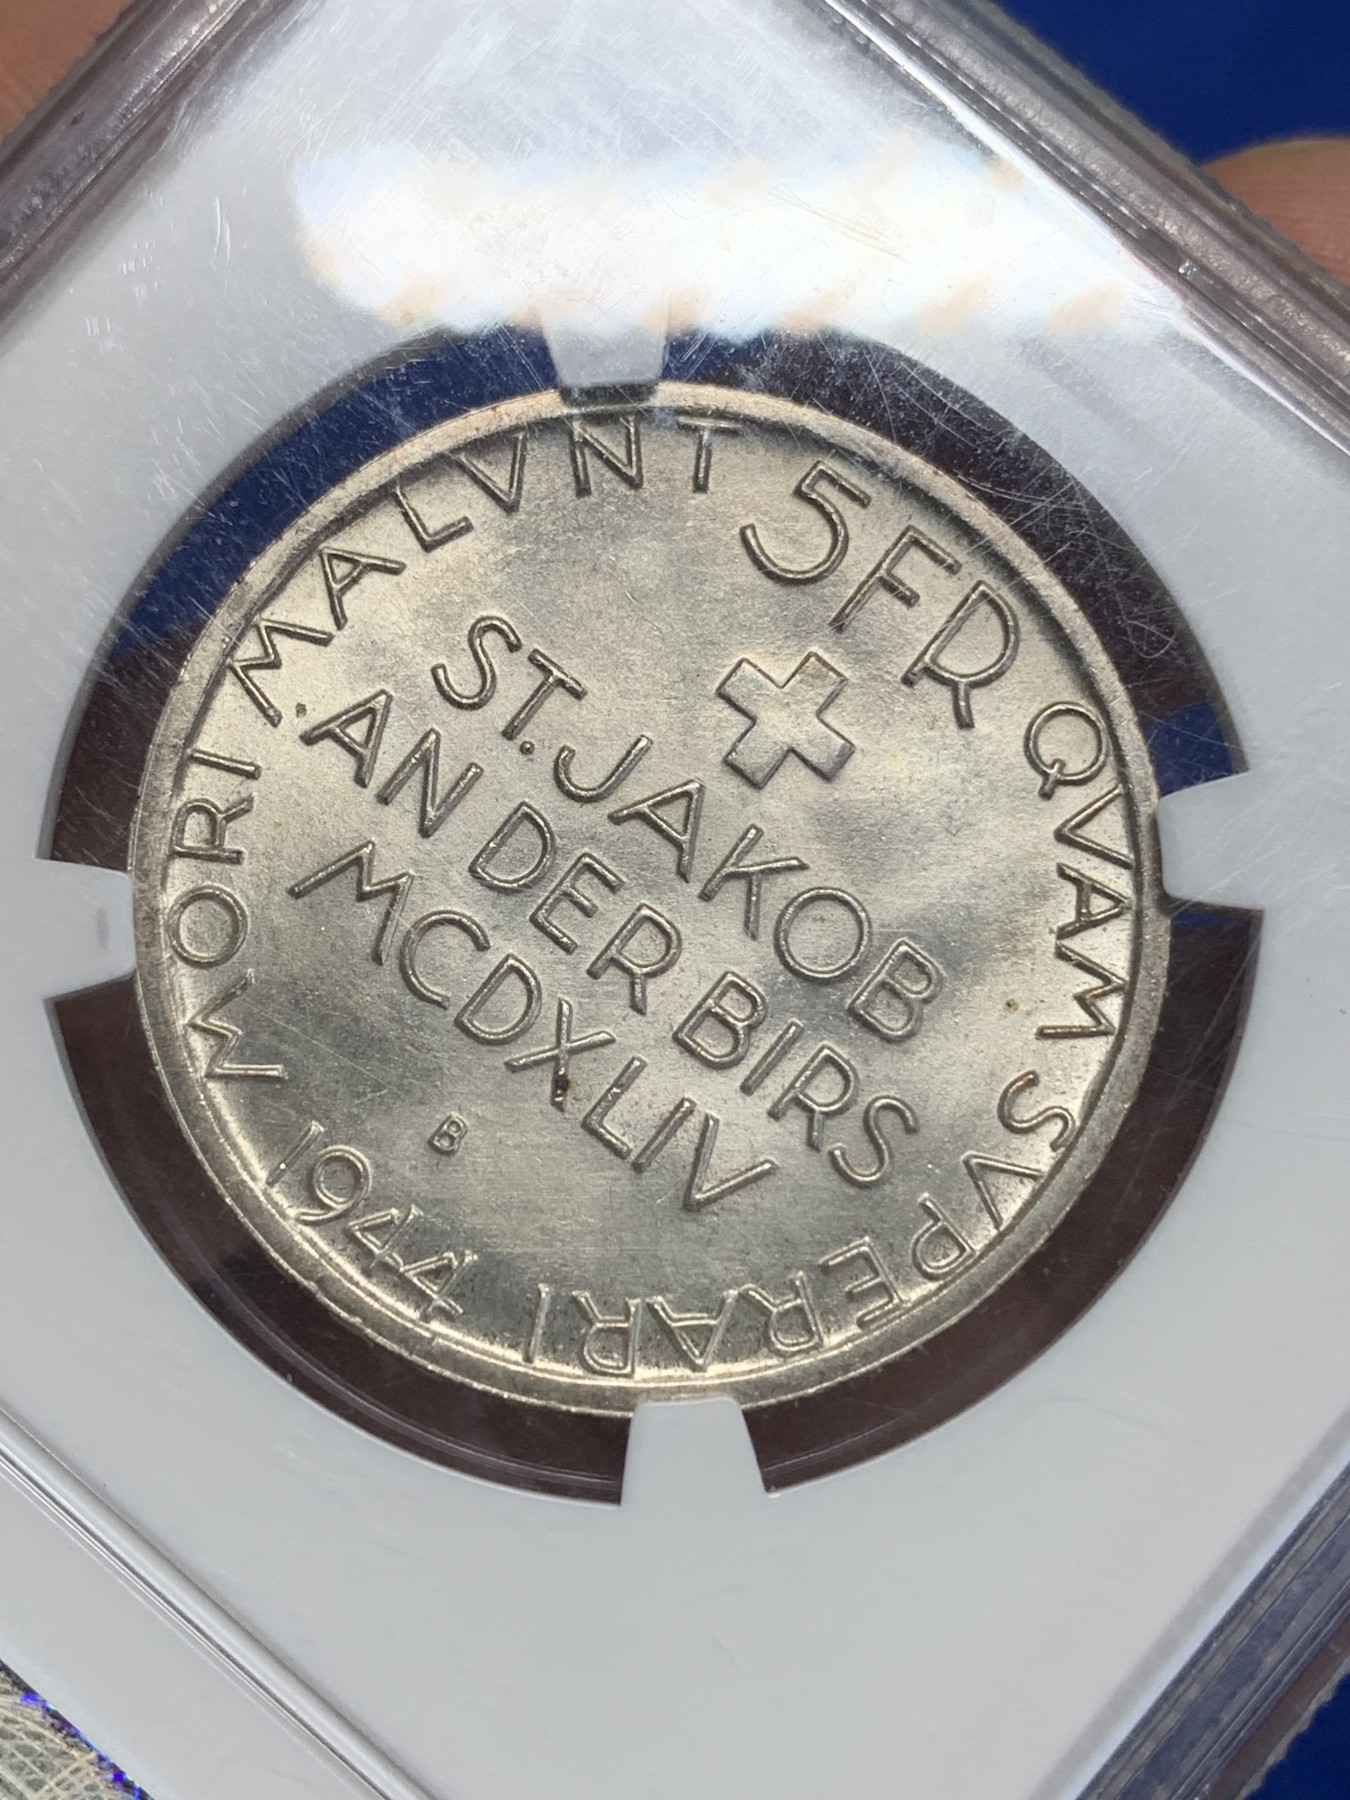 MORI MALVNT 5 FR QVAM SVPERARI 1944
ST. JAKOB
AN DER BIRS
MCDXLIV
B